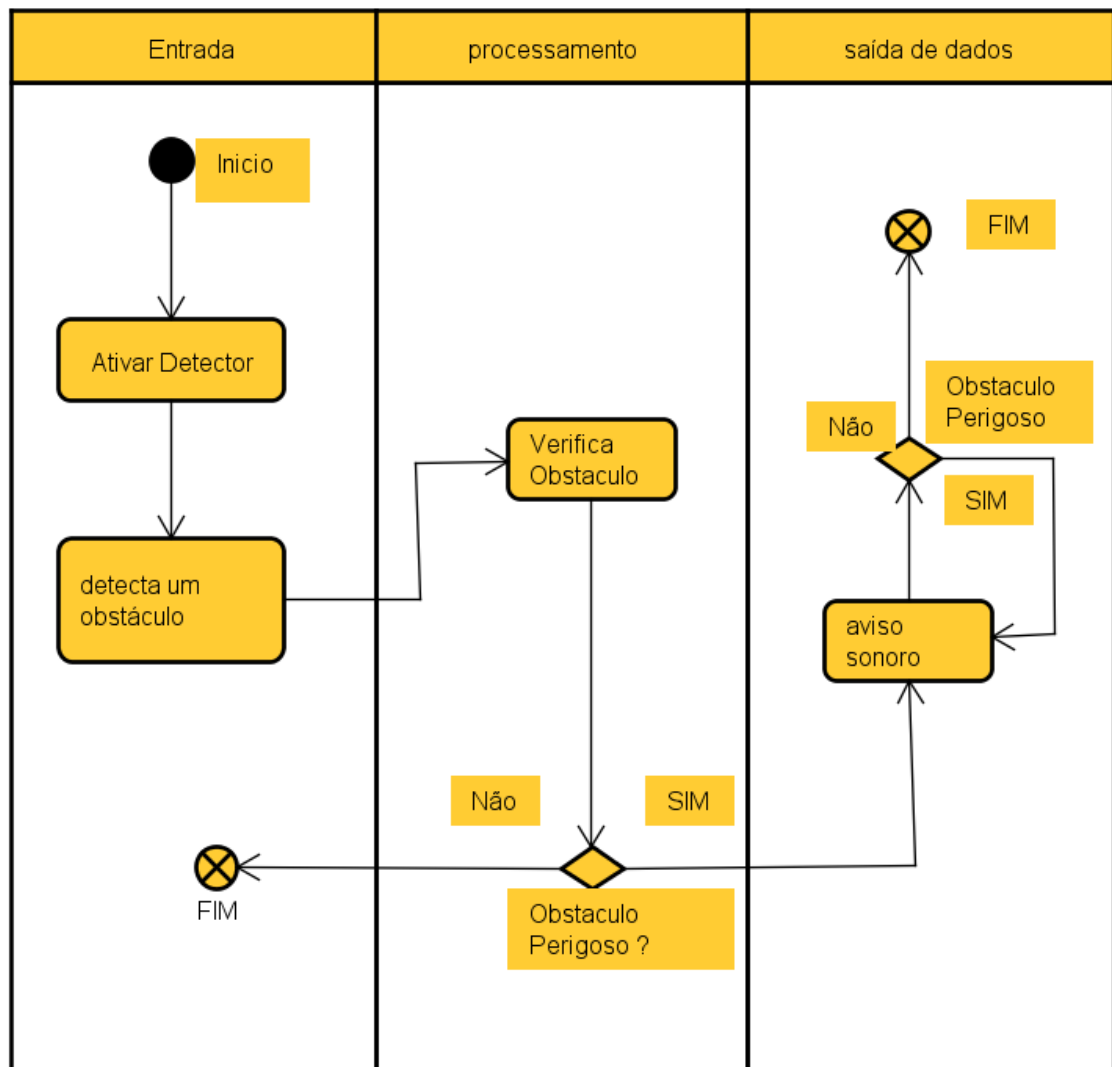 Entrada
processamento
saída de dados
Inicio
Ativar Detector
detecta um
obstáculo
Verifica
Obstaculo
Não
SIM
Obstaculo
Perigoso ?
FIM
FIM
Obstaculo
Perigoso
Não
SIM
aviso
sonoro